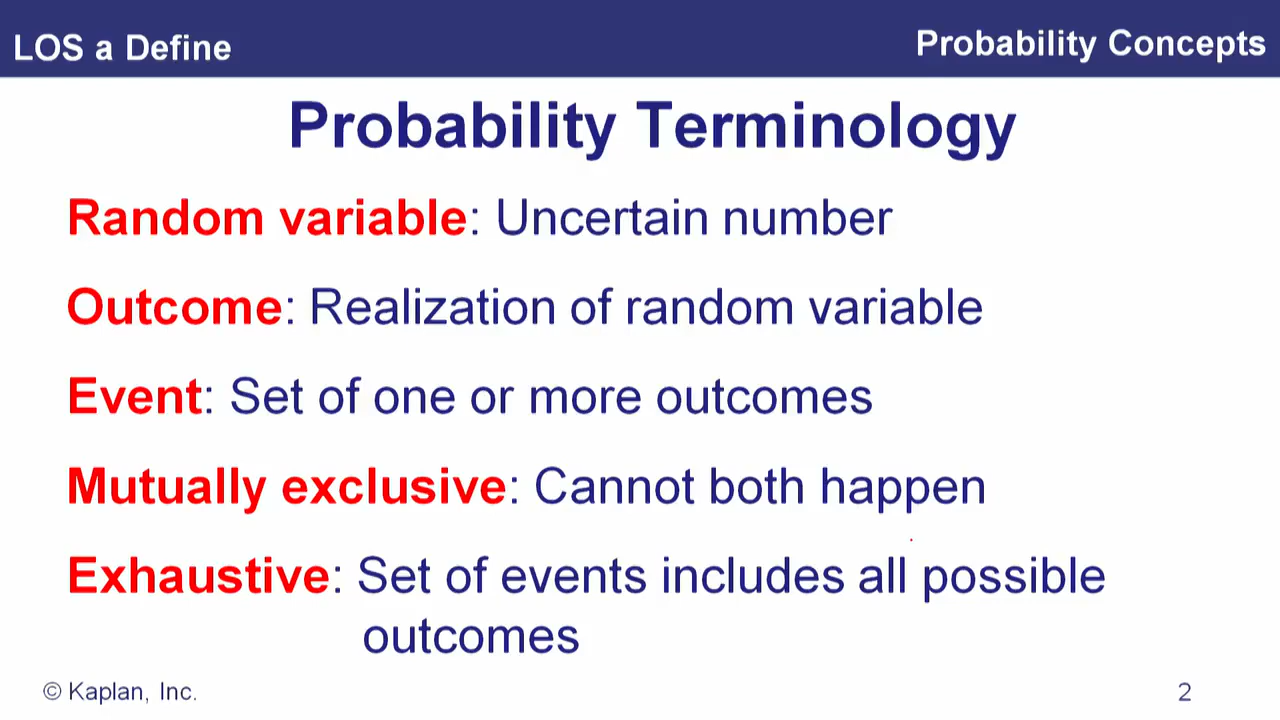 LOS a Define
Probability Concepts
Probability Terminology
Random variable: Uncertain number
Outcome: Realization of random variable
Event: Set of one or more outcomes
Mutually exclusive: Cannot both happen
Exhaustive: Set of events includes all possible
outcomes
© Kaplan, Inc.
2